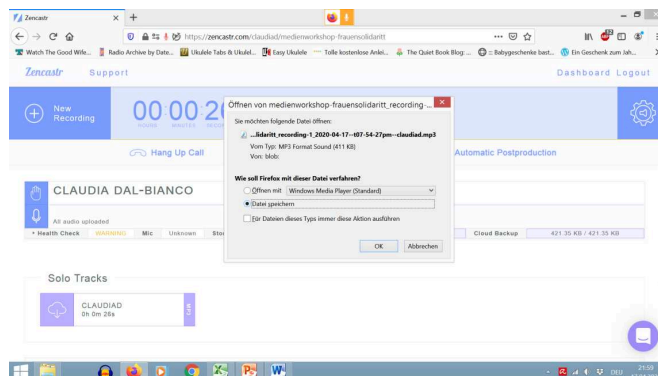 Zencastr
https://zencastr.com/claudiad/medienworkshop-frauensolidaritt
Watch The Good Wife...
Radio Archive by Date...
Ukulele Tabs & Ukulel...
Easy Ukulele
Tolle kostenlose Anlei...
The Quiet Book Blog: ...
:: Babygeschenke bast...
Ein Geschenk zum Jah...
Zencastr Support Dashboard Logout
New
Recording
00:00:2
Hang Up Call
Automatic Postproduction
Öffnen von medienworkshop-frauensolidaritt_recording-...
Sie möchten folgende Datei öffnen:
...lidaritt_recording-1_2020-04-17--t07-54-27pm--claudiad.mp3
Vom Typ: MP3 Format Sound (411 KB)
Von: blob:
Wie soll Firefox mit dieser Datei verfahren?
Öffnen mit Windows Media Player (Standard)
Datei speichern
Für Dateien dieses Typs immer diese Aktion ausführen
OK Abbrechen
CLAUDIA DAL-BIANCO
All audio uploaded
Health Check WARNING Mic Unknown
Cloud Backup 421.35 KB / 421.35 KB
Solo Tracks
CLAUDIAD
0h 0m 26s
MP3
DEU
21:59